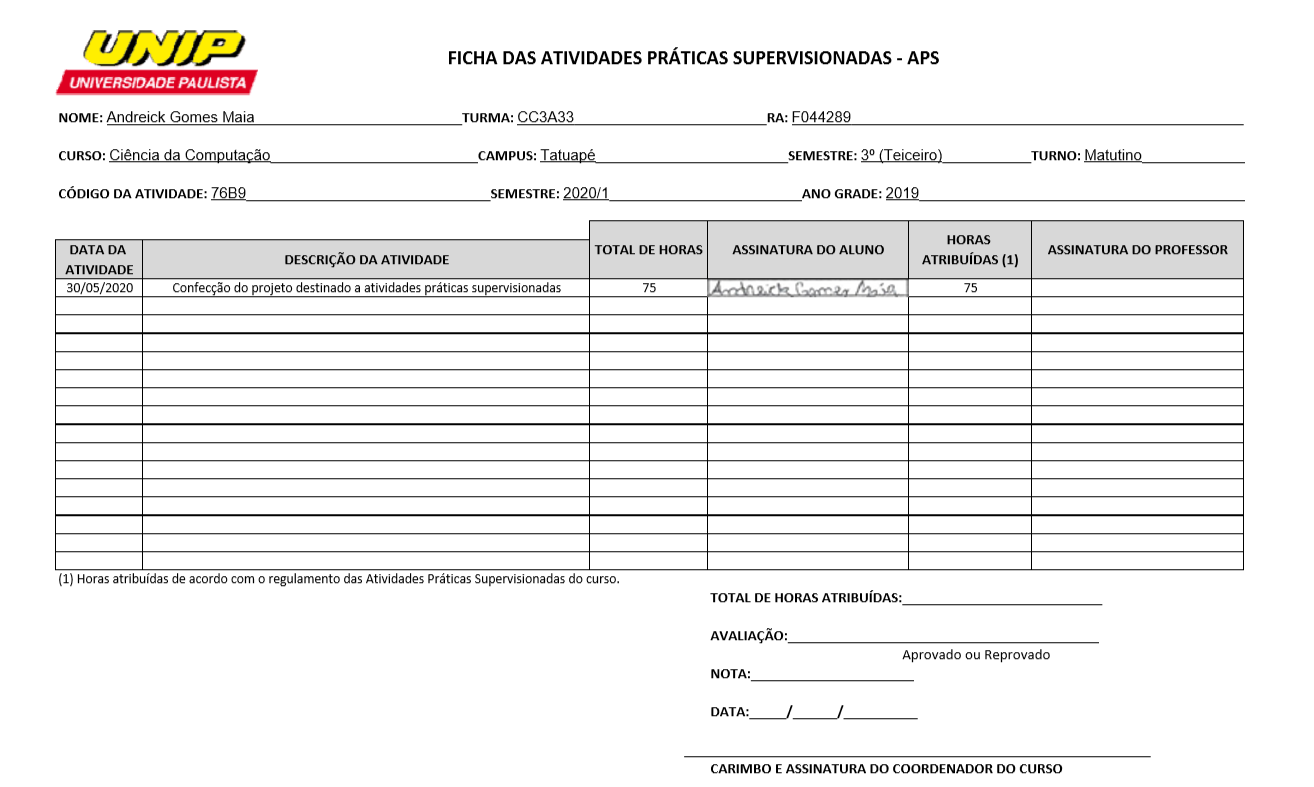 UNIP
UNIVERSIDADE PAULISTA
FICHA DAS ATIVIDADES PRÁTICAS SUPERVISIONADAS - APS
NOME: Andreick Gomes Maia TURMA: CC3A33 RA: F044289
CURSO: Ciência da Computação CAMPUS: Tatuapé SEMESTRE: 3º (Teiceiro) TURNO: Matutino
CÓDIGO DA ATIVIDADE: 76B9 SEMESTRE: 2020/1 ANO GRADE: 2019
DATA DA ATIVIDADE DESCRIÇÃO DA ATIVIDADE TOTAL DE HORAS ASSINATURA DO ALUNO HORAS ATRIBUÍDAS (1) ASSINATURA DO PROFESSOR
30/05/2020 Confecção do projeto destinado a atividades práticas supervisionadas 75 Andreick Gomes Maia 75
(1) Horas atribuídas de acordo com o regulamento das Atividades Práticas Supervisionadas do curso.
TOTAL DE HORAS ATRIBUÍDAS:
AVALIAÇÃO:
Aprovado ou Reprovado
NOTA:
DATA: / /
CARIMBO E ASSINATURA DO COORDENADOR DO CURSO